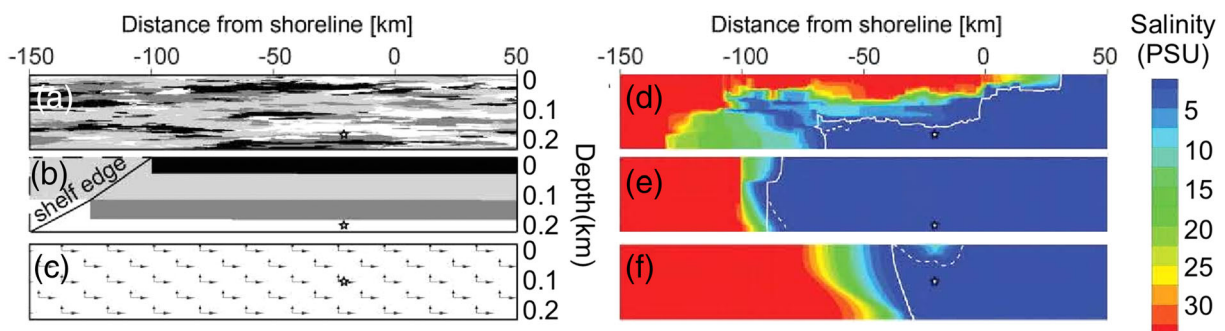 Distance from shoreline [km]
-150 -100 -50 0 50
(a)
0
0.1
0.2
(b)
shelf edge
0
0.1
0.2
(c)
0
0.1
0.2
Depth(km)
Distance from shoreline [km]
-150 -100 -50 0 50
(d)
(e)
(f)
Salinity
(PSU)
5
10
15
20
25
30